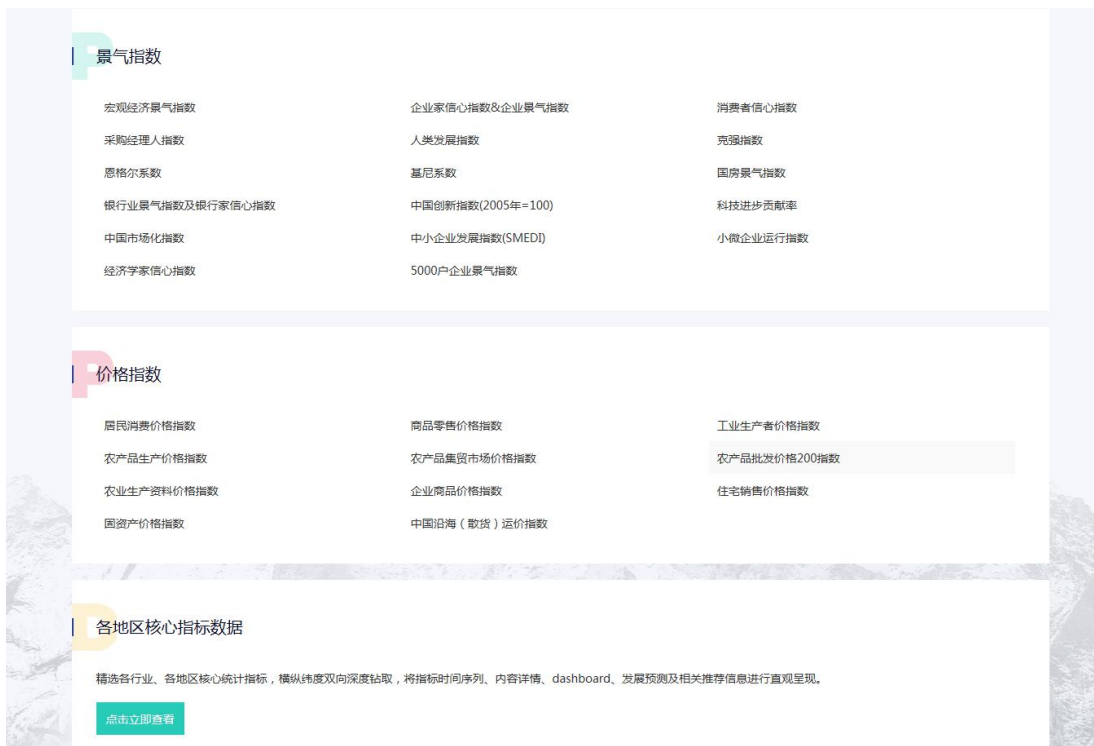 景气指数
宏观经济景气指数 企业家信心指数&企业景气指数 消费者信心指数
采购经理人指数 人类发展指数 克强指数
恩格尔系数 基尼系数 国房景气指数
银行业景气指数及银行家信心指数 中国创新指数(2005年=100) 科技进步贡献率
中国市场化指数 中小企业发展指数(SMEDI) 小微企业运行指数
经济学家信心指数 5000户企业景气指数
价格指数
居民消费价格指数 商品零售价格指数 工业生产者价格指数
农产品生产价格指数 农产品集贸市场价格指数 农产品批发价格200指数
农业生产资料价格指数 企业商品价格指数 住宅销售价格指数
固资产价格指数 中国沿海（散货）运价指数
各地区核心指标数据
精选各行业、各地区核心统计指标，横纵纬度双向深度钻取，将指标时间序列、内容详情、dashboard、发展预测及相关推荐信息进行直观呈现。
点击立即查看